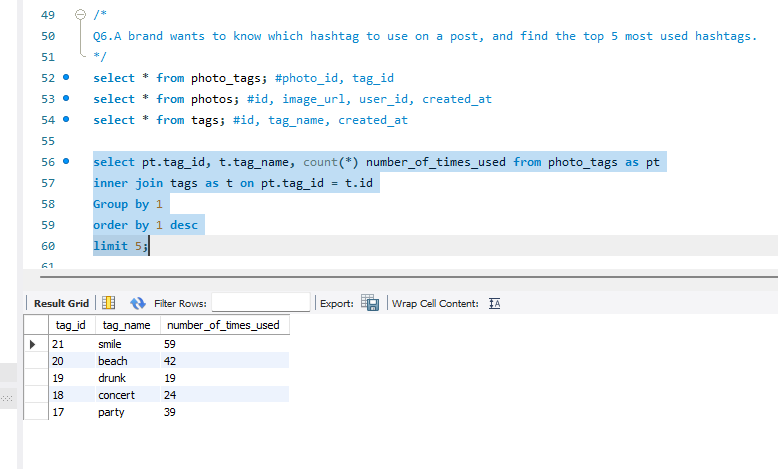 49 /*
50 Q6.A brand wants to know which hashtag to use on a post, and find the top 5 most used hashtags.
51 */
52 select * from photo_tags; #photo_id, tag_id
53 select * from photos; #id, image_url, user_id, created_at
54 select * from tags; #id, tag_name, created_at
55
56 select pt.tag_id, t.tag_name, count(*) number_of_times_used from photo_tags as pt
57 inner join tags as t on pt.tag_id = t.id
58 Group by 1
59 order by 1 desc
60 limit 5;
61
Result Grid Filter Rows: Export: Wrap Cell Content: IA
tag_id tag_name number_of_times_used
21 smile 59
20 beach 42
19 drunk 19
18 concert 24
17 party 39